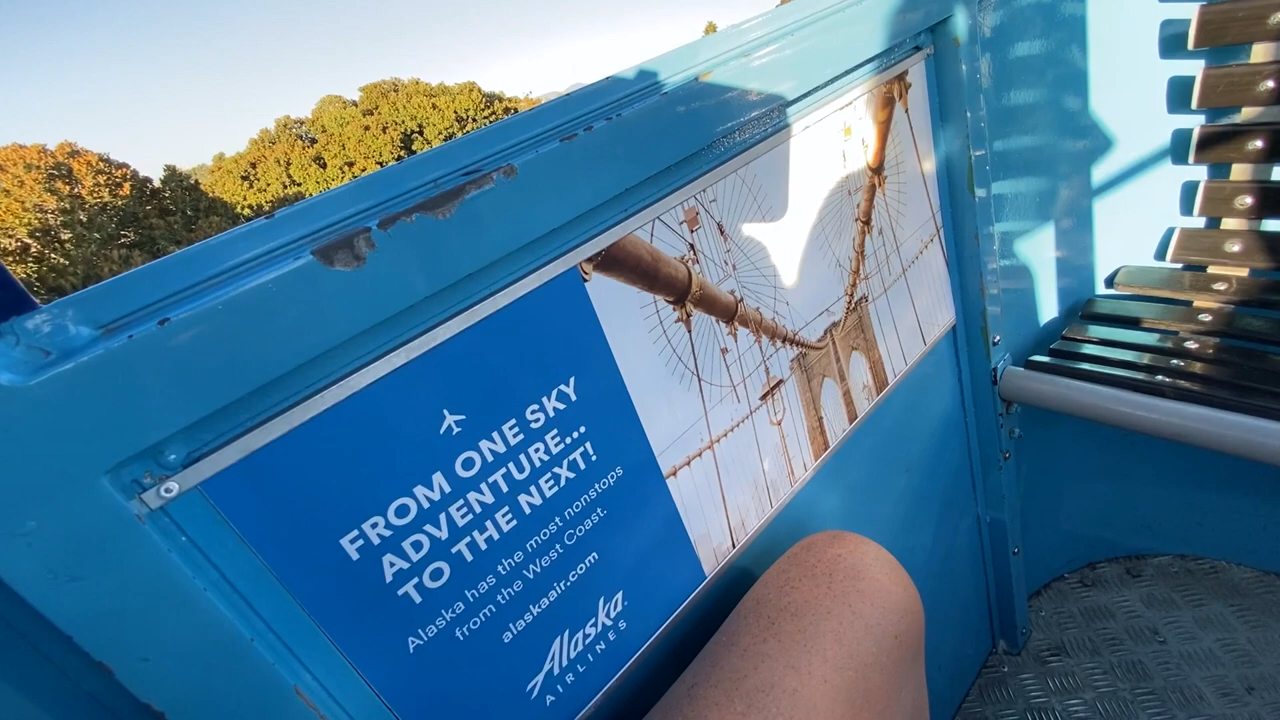 FROM ONE SKY
ADVENTURE...
TO THE NEXT!
Alaska has the most nonstops
from the West Coast.
alaskaair.com
Alaska
AIRLINES